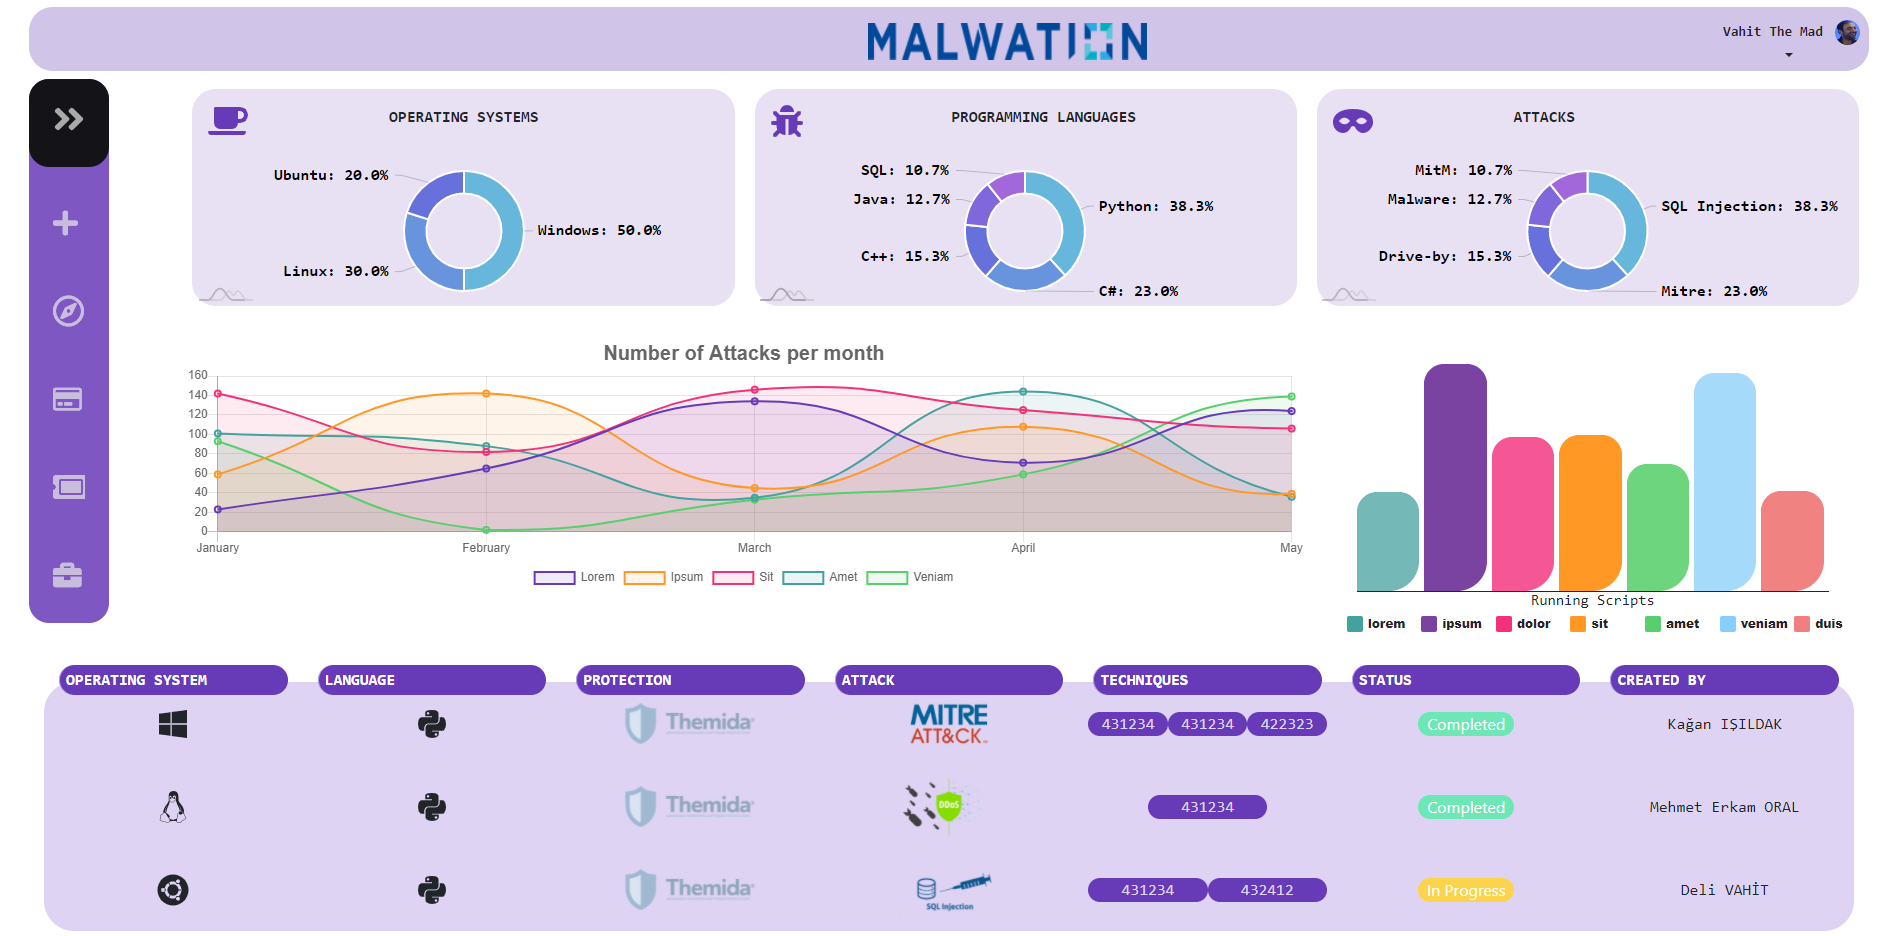 MALWATION
Vahit The Mad
OPERATING SYSTEMS
Ubuntu: 20.0%
Windows: 50.0%
Linux: 30.0%
PROGRAMMING LANGUAGES
SQL: 10.7%
Java: 12.7%
Python: 38.3%
C++: 15.3%
C#: 23.0%
ATTACKS
MitM: 10.7%
Malware: 12.7%
SQL Injection: 38.3%
Drive-by: 15.3%
Mitre: 23.0%
Number of Attacks per month
160
140
120
100
80
60
40
20
0
January February March April May
Lorem Ipsum Sit Amet Veniam
Running Scripts
lorem ipsum dolor sit amet veniam duis
OPERATING SYSTEM LANGUAGE PROTECTION ATTACK TECHNIQUES STATUS CREATED BY
Themida MITRE ATT&CK 431234 431234 422323 Completed Kağan IŞILDAK
Themida DDoS 431234 Completed Mehmet Erkam ORAL
Themida SQL Injection 431234 432412 In Progress Deli VAHİT